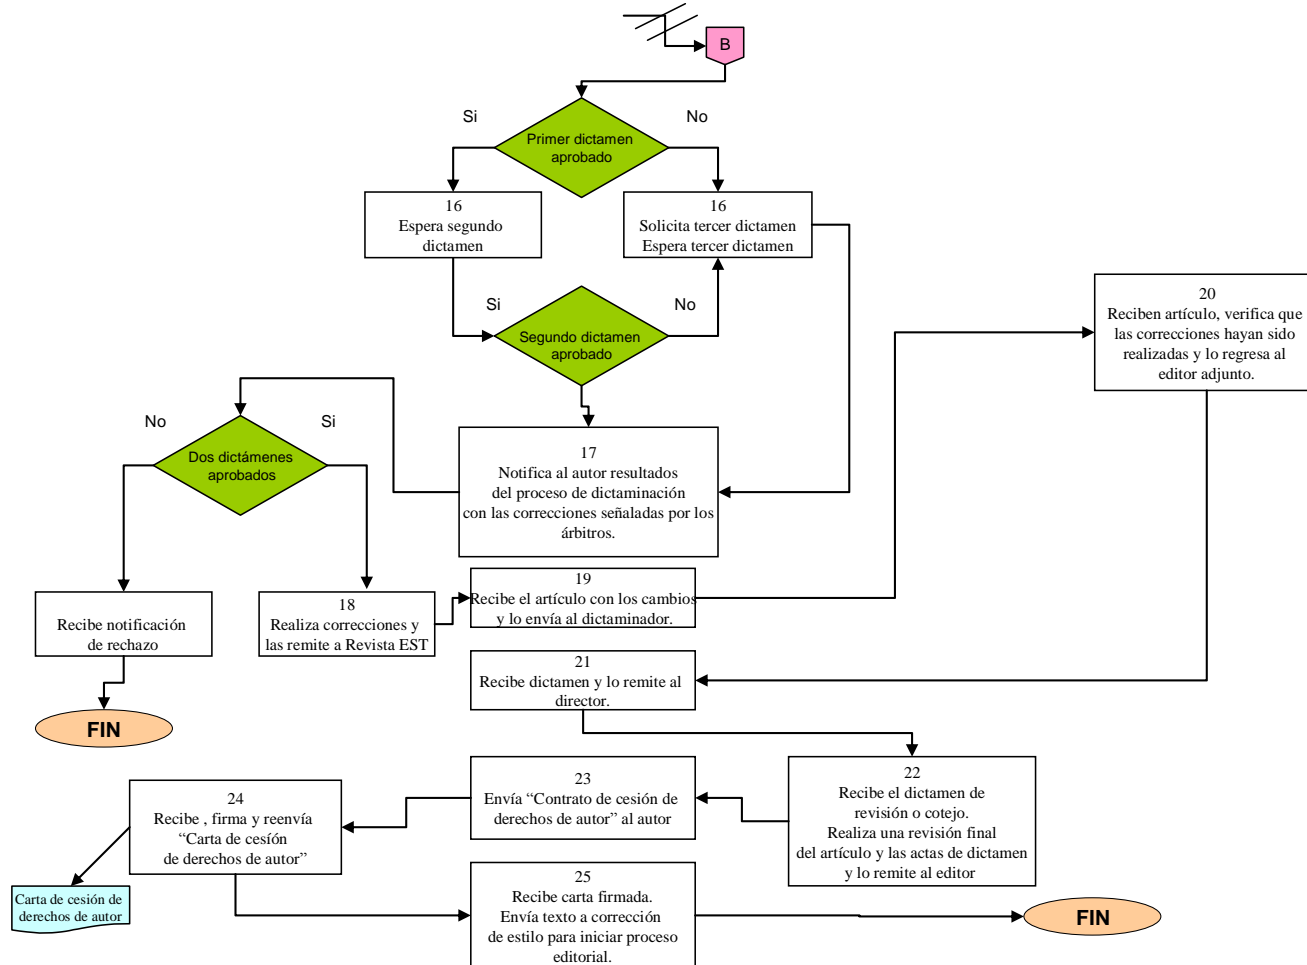 B
Si
No
Primer dictamen
aprobado
16
Espera segundo
dictamen
16
Solicita tercer dictamen
Espera tercer dictamen
Si
No
Segundo dictamen
aprobado
20
Reciben artículo, verifica que
las correcciones hayan sido
realizadas y lo regresa al
editor adjunto.
No
Si
Dos dictámenes
aprobados
17
Notifica al autor resultados
del proceso de dictaminación
con las correcciones señaladas por los
árbitros.
Recibe notificación
de rechazo
18
Realiza correcciones y
las remite a Revista EST
19
Recibe el artículo con los cambios
y lo envía al dictaminador.
21
Recibe dictamen y lo remite al
director.
FIN
22
Recibe el dictamen de
revisión o cotejo.
Realiza una revisión final
del artículo y las actas de dictamen
y lo remite al editor
23
Envía “Contrato de cesión de
derechos de autor” al autor
24
Recibe , firma y reenvía
“Carta de cesión
de derechos de autor”
Carta de cesión de
derechos de autor
25
Recibe carta firmada.
Envía texto a corrección
de estilo para iniciar proceso
editorial.
FIN